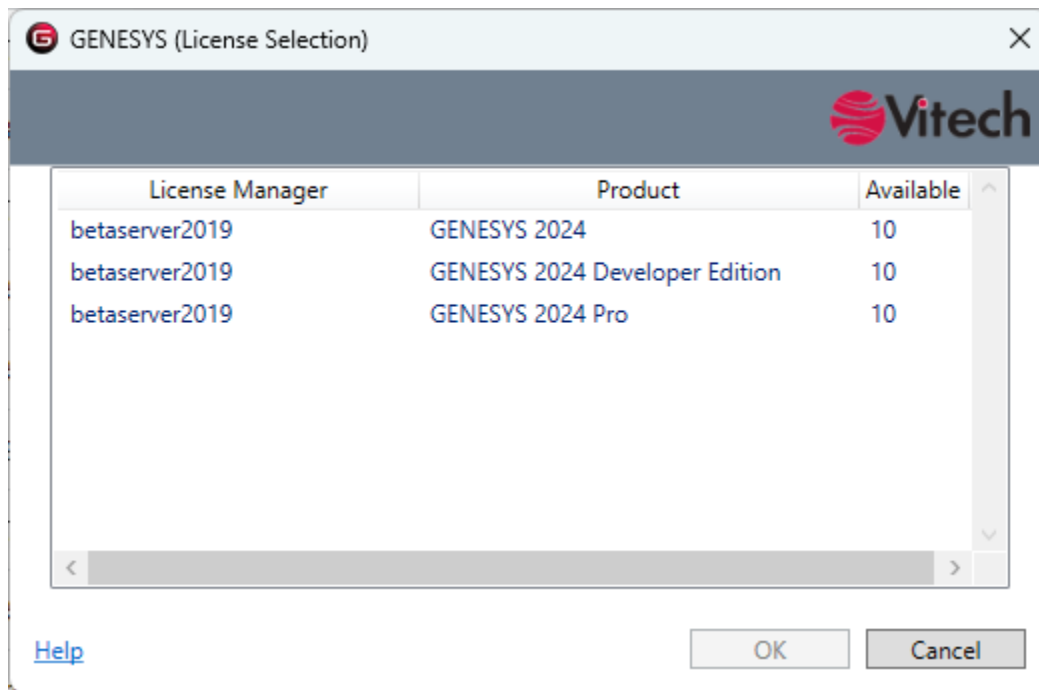 GENESYS (License Selection)
Vitech
License Manager Product Available
betaserver2019 GENESYS 2024 10
betaserver2019 GENESYS 2024 Developer Edition 10
betaserver2019 GENESYS 2024 Pro 10
Help OK Cancel